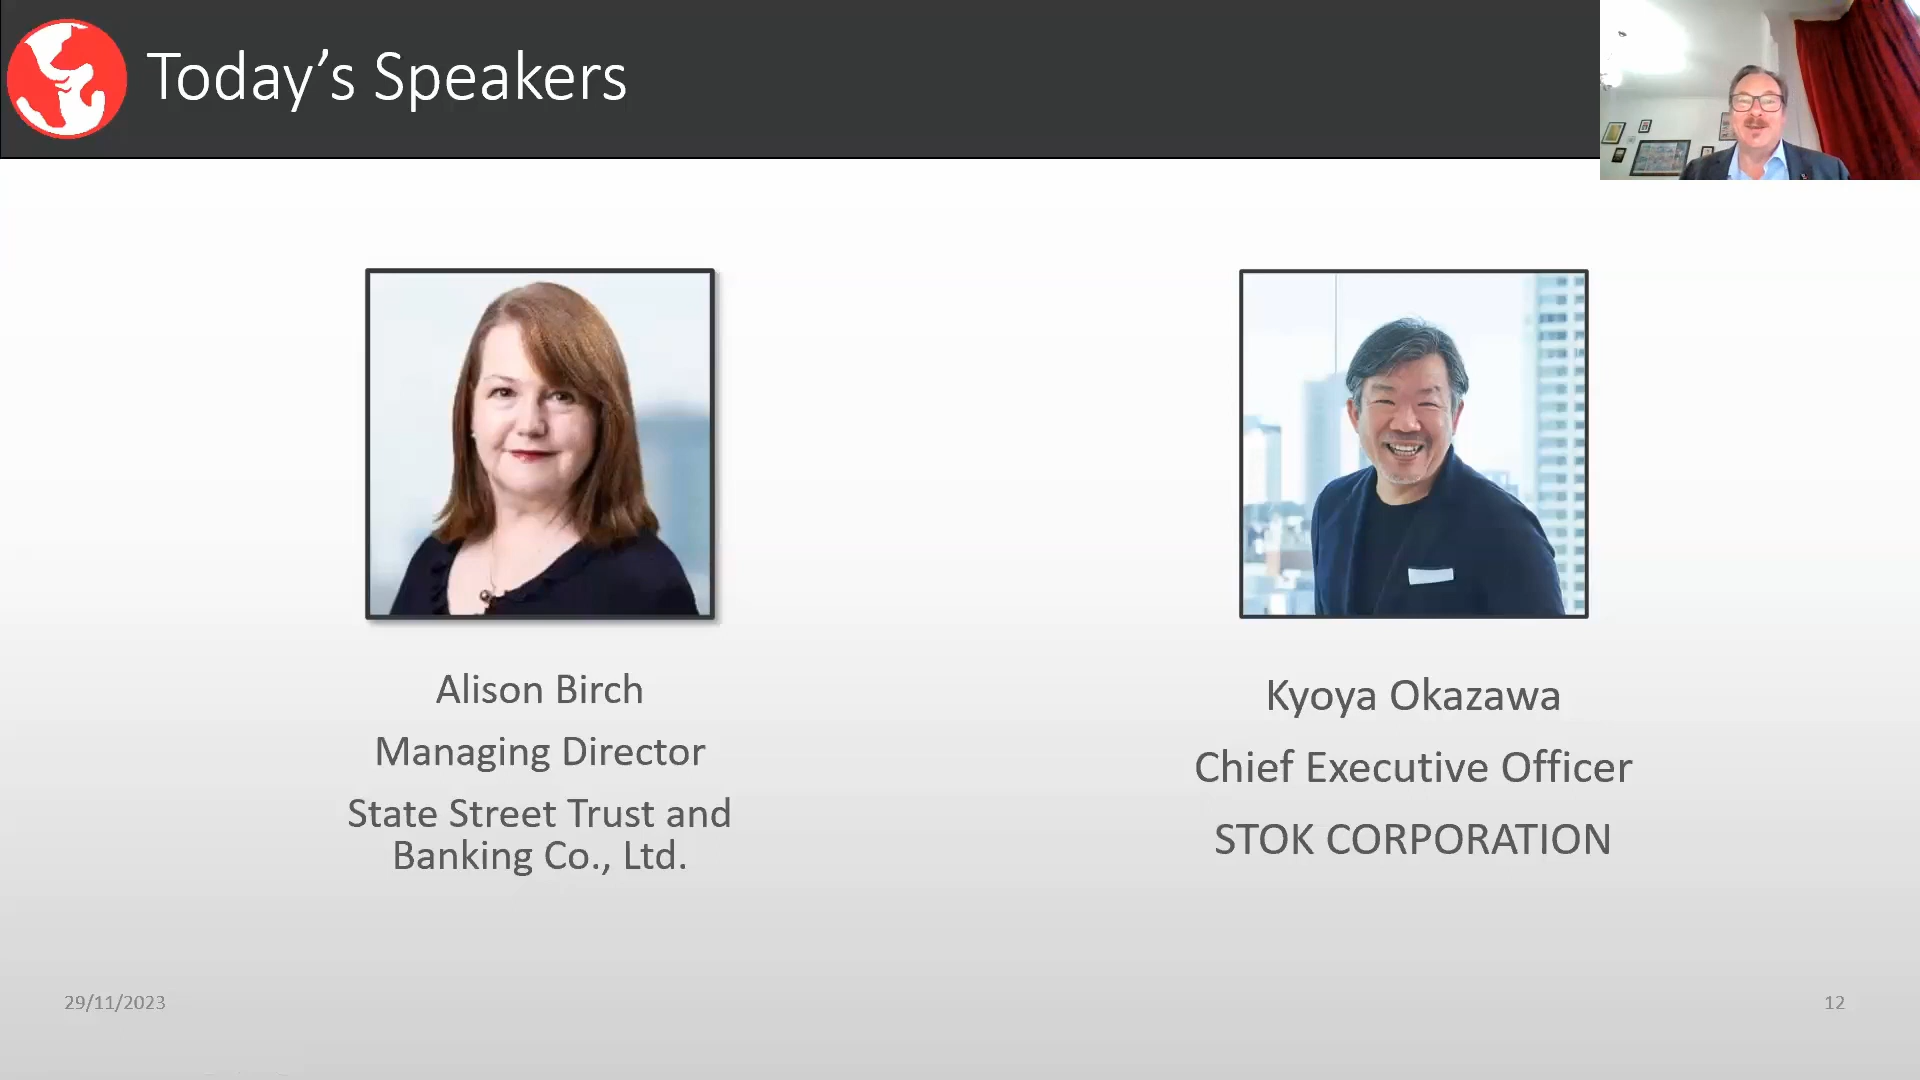 Today’s Speakers
Alison Birch
Managing Director
State Street Trust and
Banking Co., Ltd.
Kyoya Okazawa
Chief Executive Officer
STOK CORPORATION
29/11/2023
12